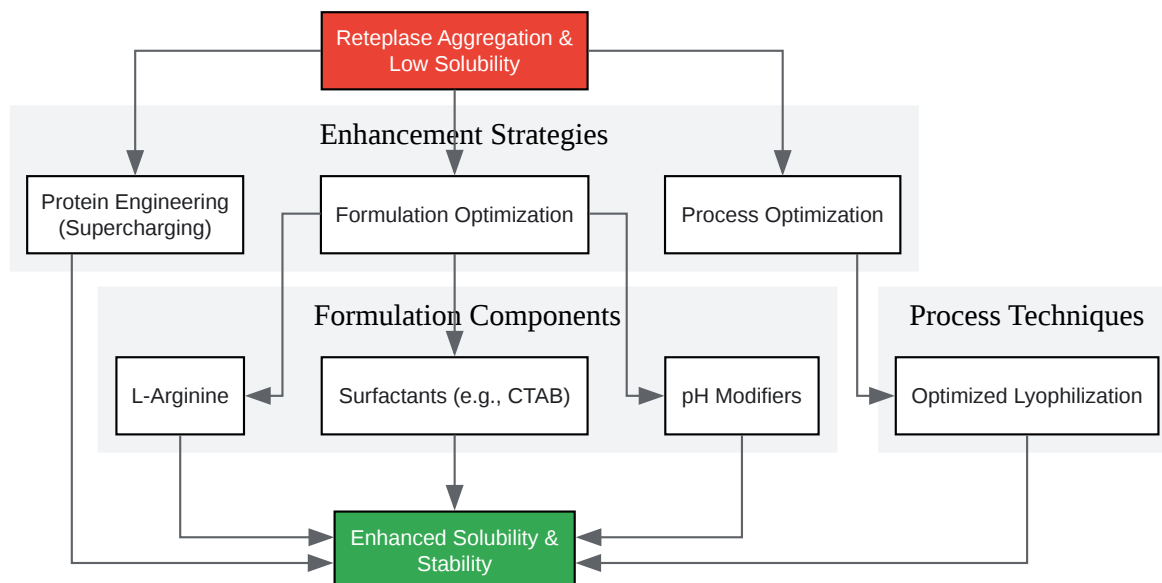 Reteplase Aggregation &
Low Solubility
Enhancement Strategies
Protein Engineering
(Supercharging)
Formulation Optimization
Process Optimization
Formulation Components
Process Techniques
L-Arginine
Surfactants (e.g., CTAB)
pH Modifiers
Optimized Lyophilization
Enhanced Solubility &
Stability